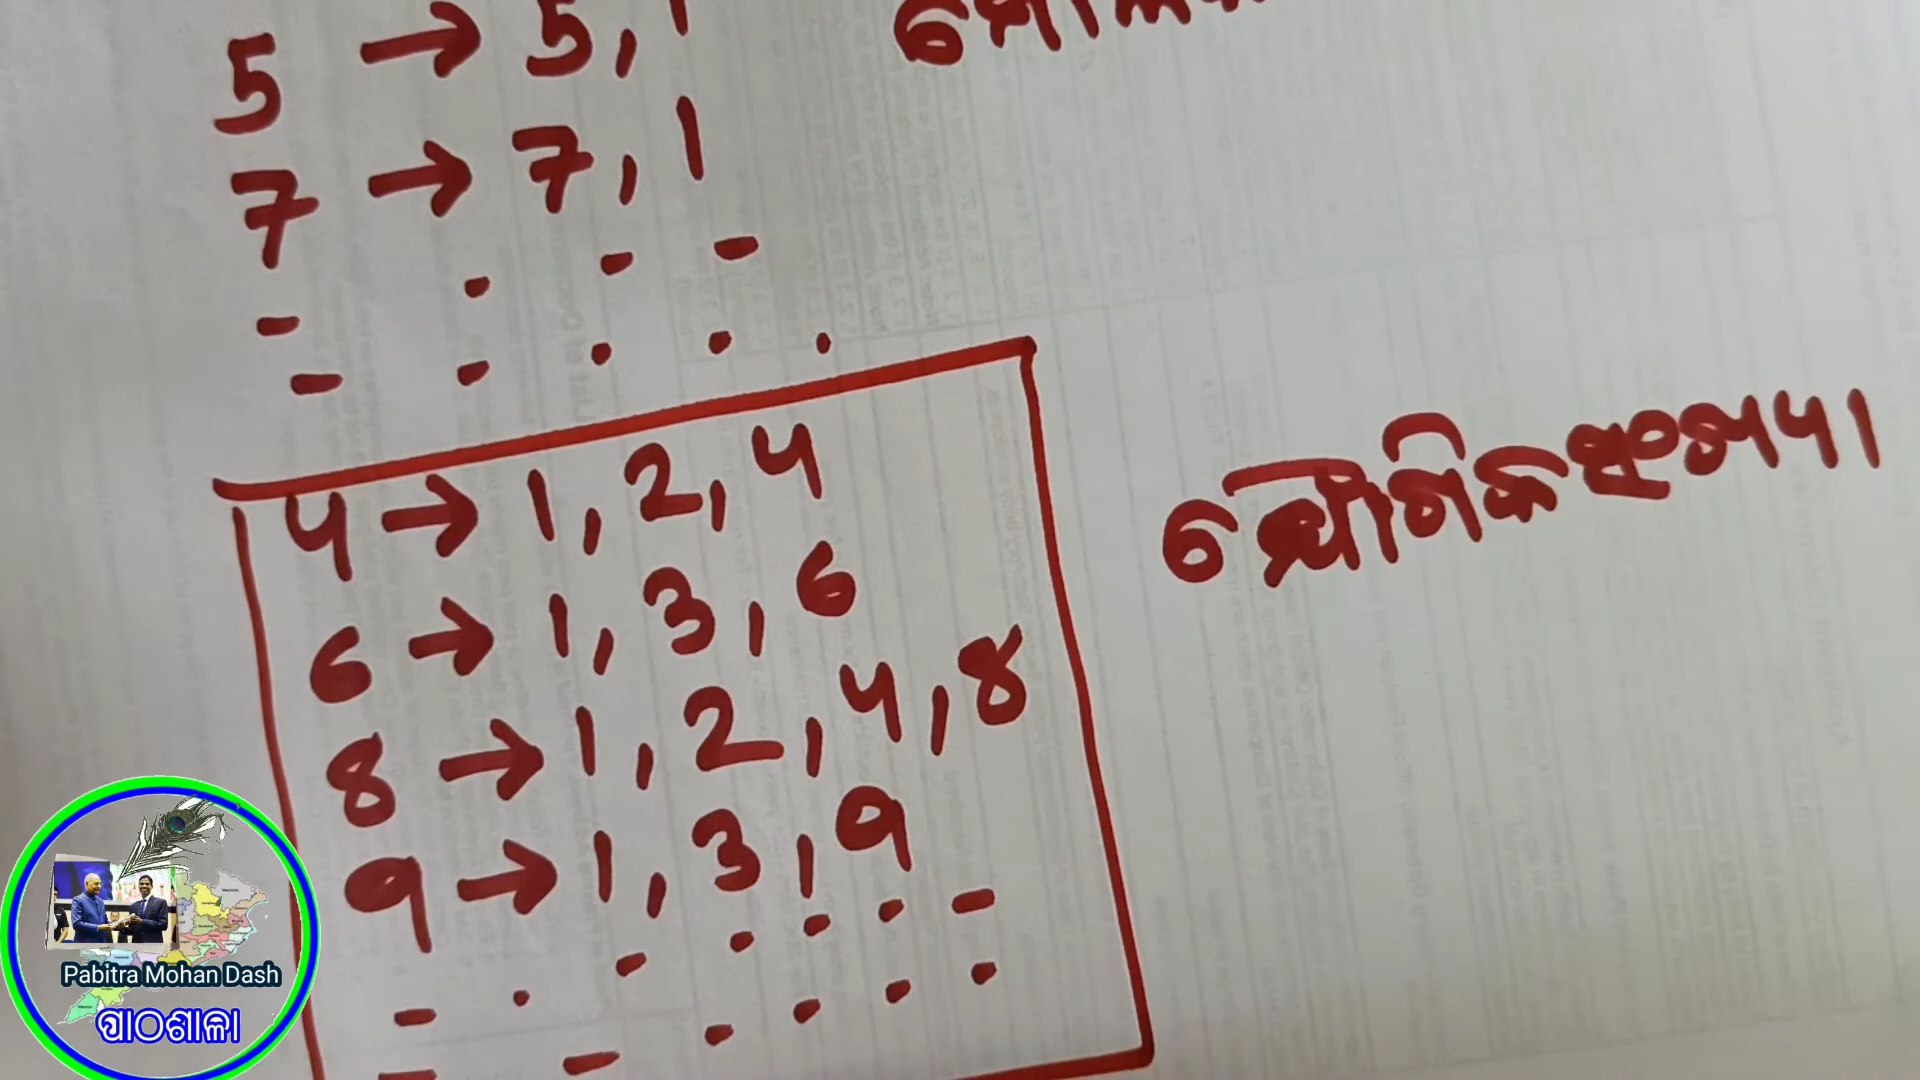 5 → 5, 1
7 → 7, 1
4 → 1, 2, 4
6 → 1, 3, 6
8 → 1, 2, 4, 8
9 → 1, 3, 9
ଯୌଗିକ ସଂଖ୍ୟା
Pabitra Mohan Dash
ପାଠଶାଳା